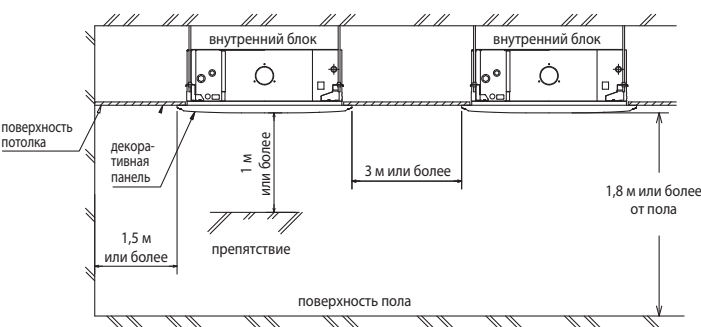 внутренний блок
внутренний блок
поверхность
потолка
декора-
тивная
панель
1 м
или более
3 м или более
1,8 м или более
от пола
1,5 м
или более
препятствие
поверхность пола